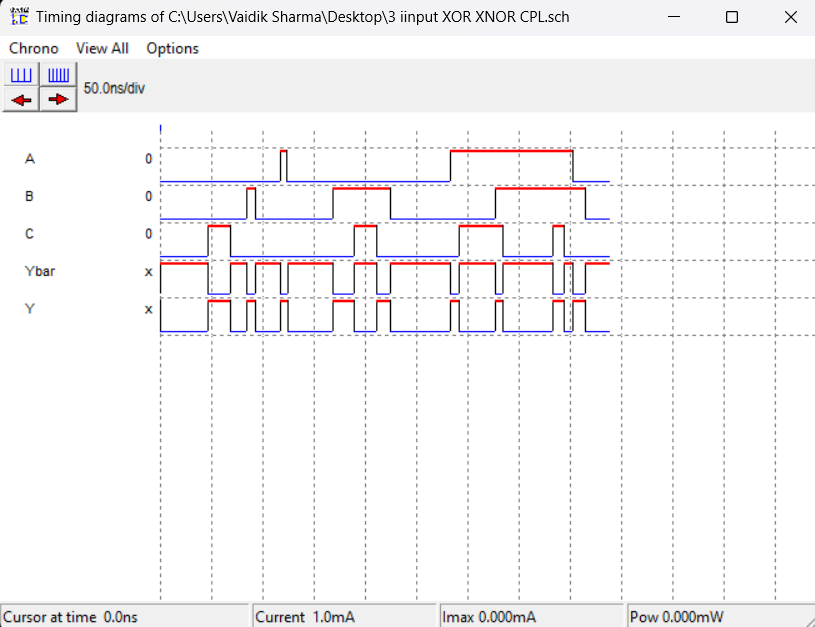 Timing diagrams of C:\Users\Vaidik Sharma\Desktop\3 iinput XOR XNOR CPL.sch
Chrono View All Options
50.0ns/div
A 0
B 0
C 0
Ybar x
Y x
Cursor at time 0.0ns Current 1.0mA Imax 0.000mA Pow 0.000mW